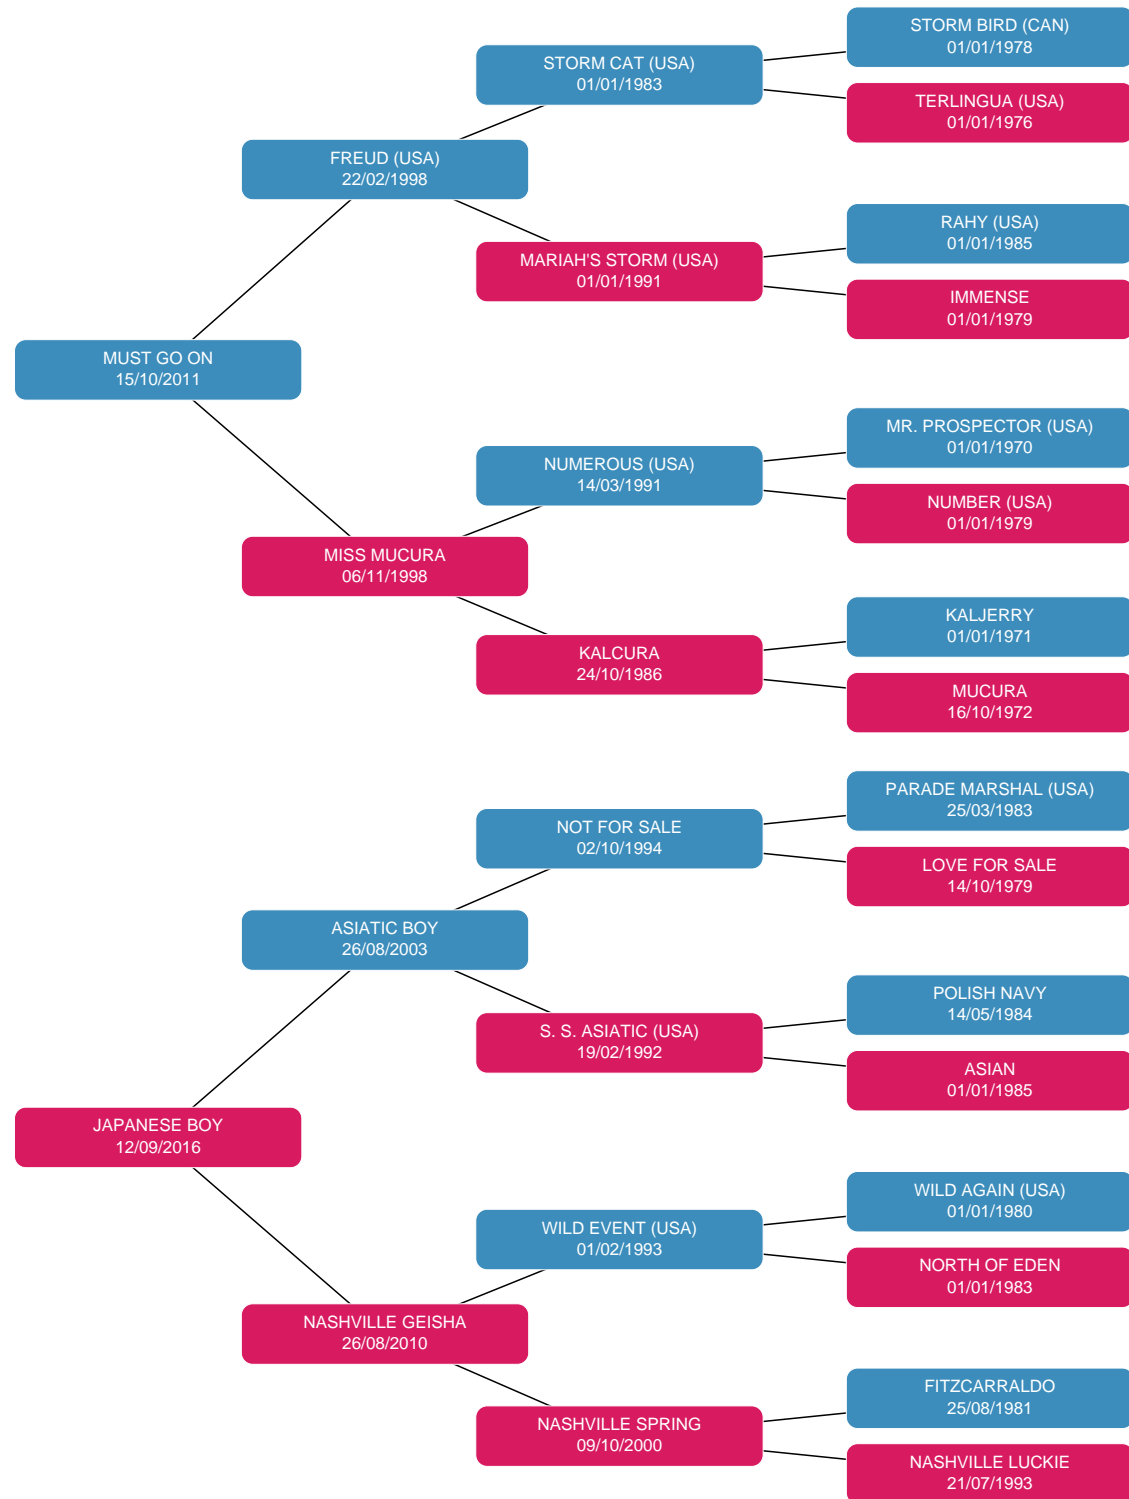 STORM BIRD (CAN)
01/01/1978
STORM CAT (USA)
01/01/1983
TERLINGUA (USA)
01/01/1976
FREUD (USA)
22/02/1998
RAHY (USA)
01/01/1985
MARIAH'S STORM (USA)
01/01/1991
IMMENSE
01/01/1979
MUST GO ON
15/10/2011
MR. PROSPECTOR (USA)
01/01/1970
NUMEROUS (USA)
14/03/1991
NUMBER (USA)
01/01/1979
MISS MUCURA
06/11/1998
KALJERRY
01/01/1971
KALCURA
24/10/1986
MUCURA
16/10/1972
PARADE MARSHAL (USA)
25/03/1983
NOT FOR SALE
02/10/1994
LOVE FOR SALE
14/10/1979
ASIATIC BOY
26/08/2003
POLISH NAVY
14/05/1984
S. S. ASIATIC (USA)
19/02/1992
ASIAN
01/01/1985
JAPANESE BOY
12/09/2016
WILD AGAIN (USA)
01/01/1980
WILD EVENT (USA)
01/02/1993
NORTH OF EDEN
01/01/1983
NASHVILLE GEISHA
26/08/2010
FITZCARRALDO
25/08/1981
NASHVILLE SPRING
09/10/2000
NASHVILLE LUCKIE
21/07/1993